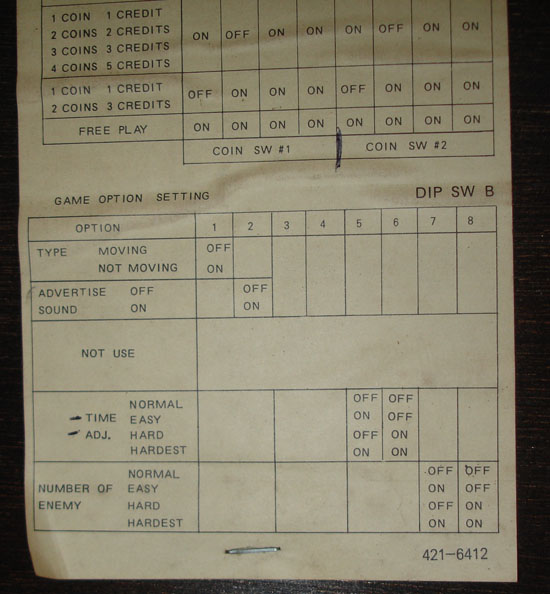 1 COIN 1 CREDIT
2 COINS 2 CREDITS
3 COINS 3 CREDITS
4 COINS 5 CREDITS
ON OFF ON ON ON OFF ON ON
1 COIN 1 CREDIT
2 COINS 3 CREDITS
OFF ON ON ON OFF ON ON ON
FREE PLAY ON ON ON ON ON ON ON ON
COIN SW #1 COIN SW #2
GAME OPTION SETTING DIP SW B
OPTION 1 2 3 4 5 6 7 8
TYPE MOVING OFF
NOT MOVING ON
ADVERTISE OFF OFF
SOUND ON ON
NOT USE
NORMAL OFF OFF
TIME EASY ON OFF
ADJ. HARD OFF ON
HARDEST ON ON
NORMAL OFF OFF
NUMBER OF EASY ON OFF
ENEMY HARD OFF ON
HARDEST ON ON
421-6412